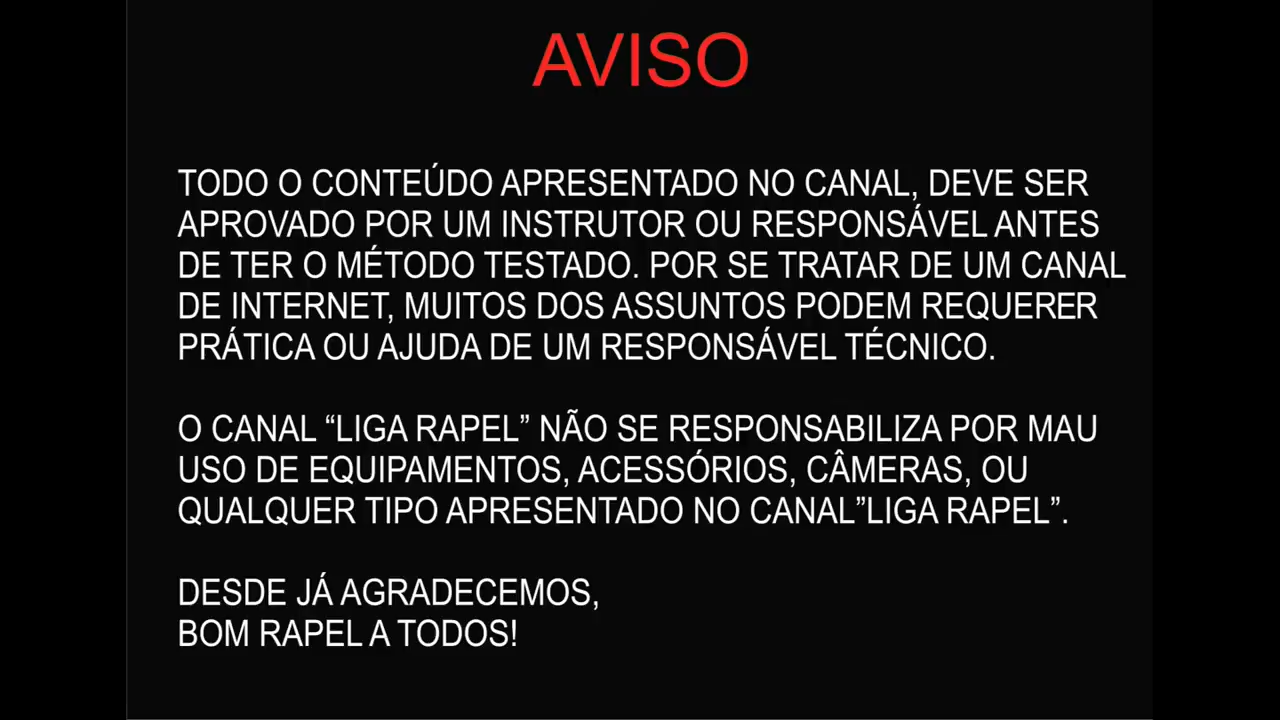 AVISO
TODO O CONTEÚDO APRESENTADO NO CANAL, DEVE SER
APROVADO POR UM INSTRUTOR OU RESPONSÁVEL ANTES
DE TER O MÉTODO TESTADO. POR SE TRATAR DE UM CANAL
DE INTERNET, MUITOS DOS ASSUNTOS PODEM REQUERER
PRÁTICA OU AJUDA DE UM RESPONSÁVEL TÉCNICO.
O CANAL “LIGA RAPEL” NÃO SE RESPONSABILIZA POR MAU
USO DE EQUIPAMENTOS, ACESSÓRIOS, CÂMERAS, OU
QUALQUER TIPO APRESENTADO NO CANAL”LIGA RAPEL”.
DESDE JÁ AGRADECEMOS,
BOM RAPEL A TODOS!